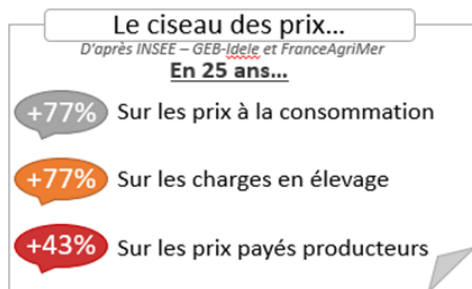 Le ciseau des prix...
D'après INSEE – GEB-Idele et FranceAgriMer
En 25 ans...
+77% Sur les prix à la consommation
+77% Sur les charges en élevage
+43% Sur les prix payés producteurs